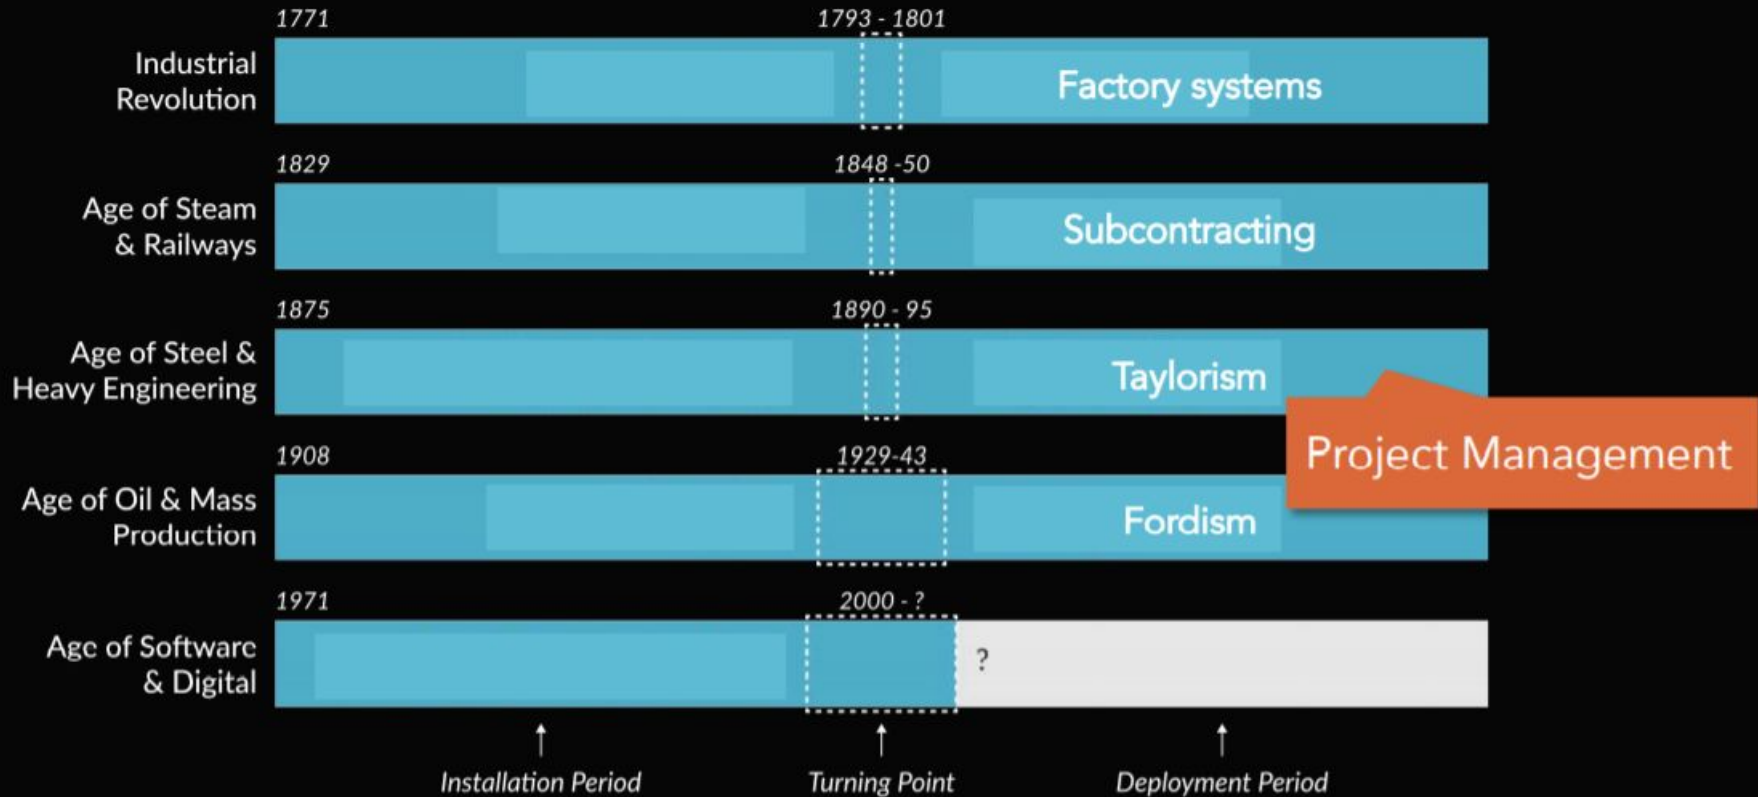 1771
1793 - 1801
Industrial
Revolution
Factory systems
1829
1848 -50
Age of Steam
& Railways
Subcontracting
1875
1890 - 95
Age of Steel &
Heavy Engineering
Taylorism
Project Management
1908
1929-43
Age of Oil & Mass
Production
Fordism
1971
2000 - ?
Age of Software
& Digital
?
Installation Period
Turning Point
Deployment Period